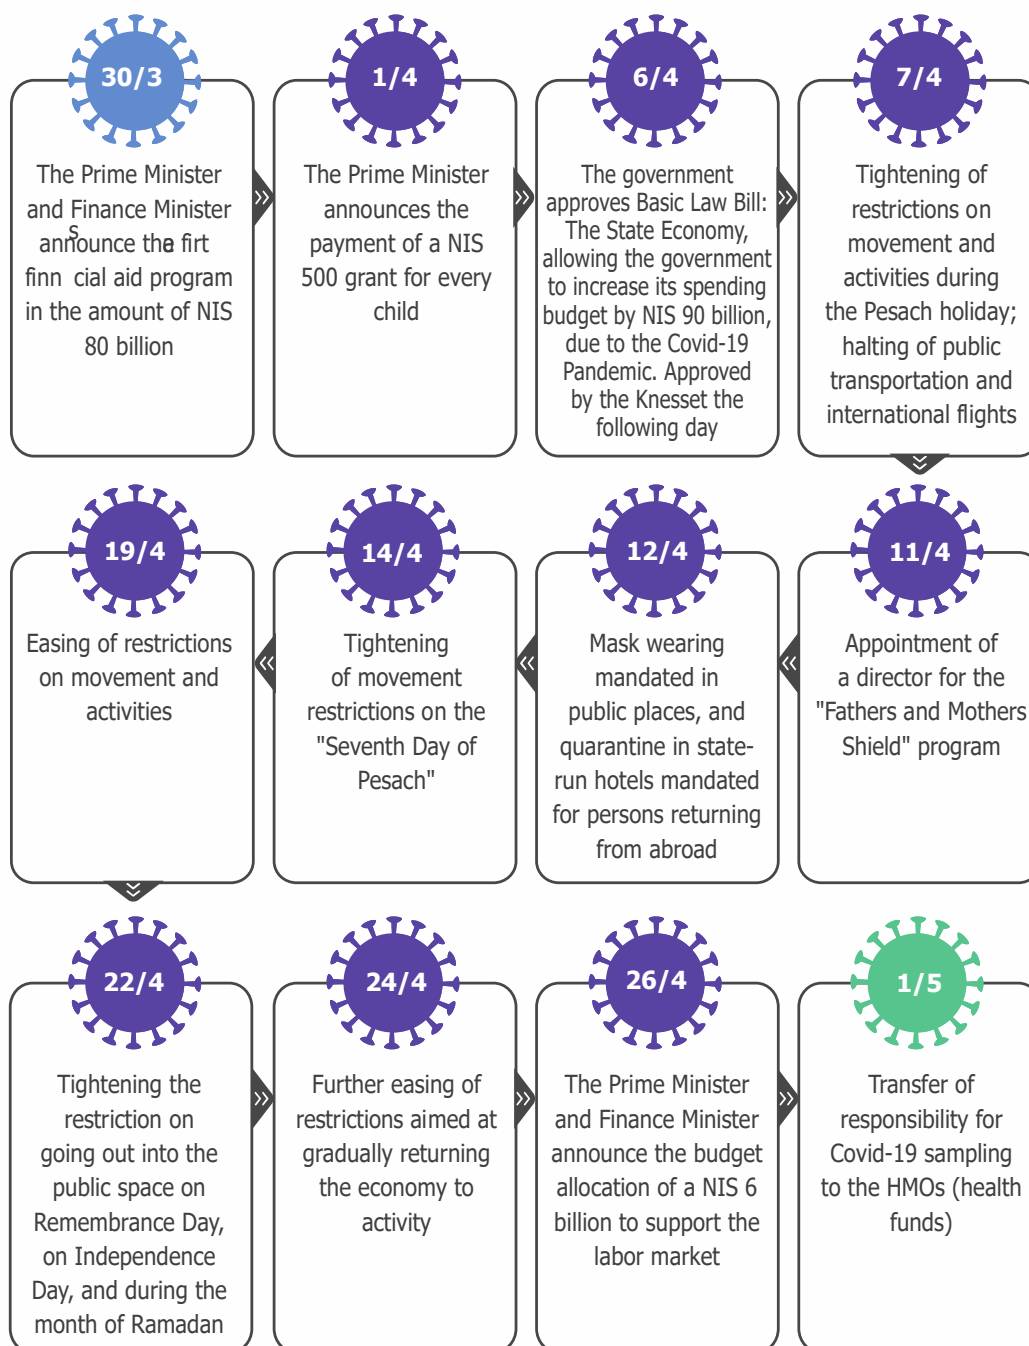 30/3
The Prime Minister
and Finance Minister
announce the firt
finn cial aid program
in the amount of NIS
80 billion
1/4
The Prime Minister
announces the
payment of a NIS
500 grant for every
child
6/4
The government
approves Basic Law Bill:
The State Economy,
allowing the government
to increase its spending
budget by NIS 90 billion,
due to the Covid-19
Pandemic. Approved
by the Knesset the
following day
7/4
Tightening of
restrictions on
movement and
activities during
the Pesach holiday;
halting of public
transportation and
international flights
11/4
Appointment of
a director for the
"Fathers and Mothers
Shield" program
12/4
Mask wearing
mandated in
public places, and
quarantine in state-
run hotels mandated
for persons returning
from abroad
14/4
Tightening
of movement
restrictions on the
"Seventh Day of
Pesach"
19/4
Easing of restrictions
on movement and
activities
22/4
Tightening the
restriction on
going out into the
public space on
Remembrance Day,
on Independence
Day, and during the
month of Ramadan
24/4
Further easing of
restrictions aimed at
gradually returning
the economy to
activity
26/4
The Prime Minister
and Finance Minister
announce the budget
allocation of a NIS 6
billion to support the
labor market
1/5
Transfer of
responsibility for
Covid-19 sampling
to the HMOs (health
funds)